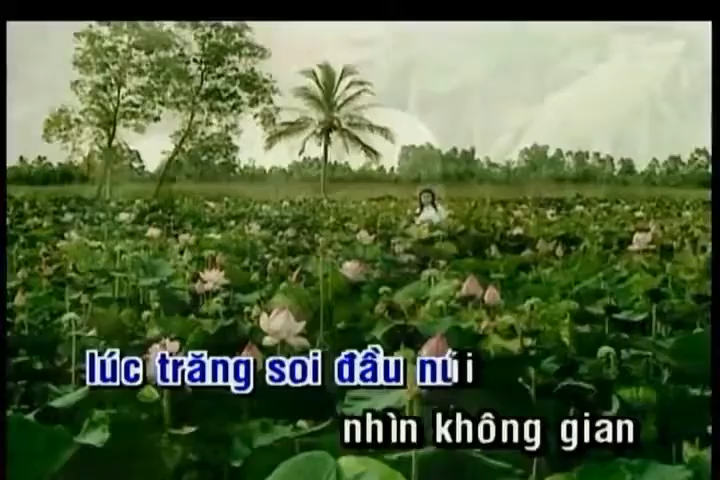 lúc trăng soi đầu núi
nhìn không gian